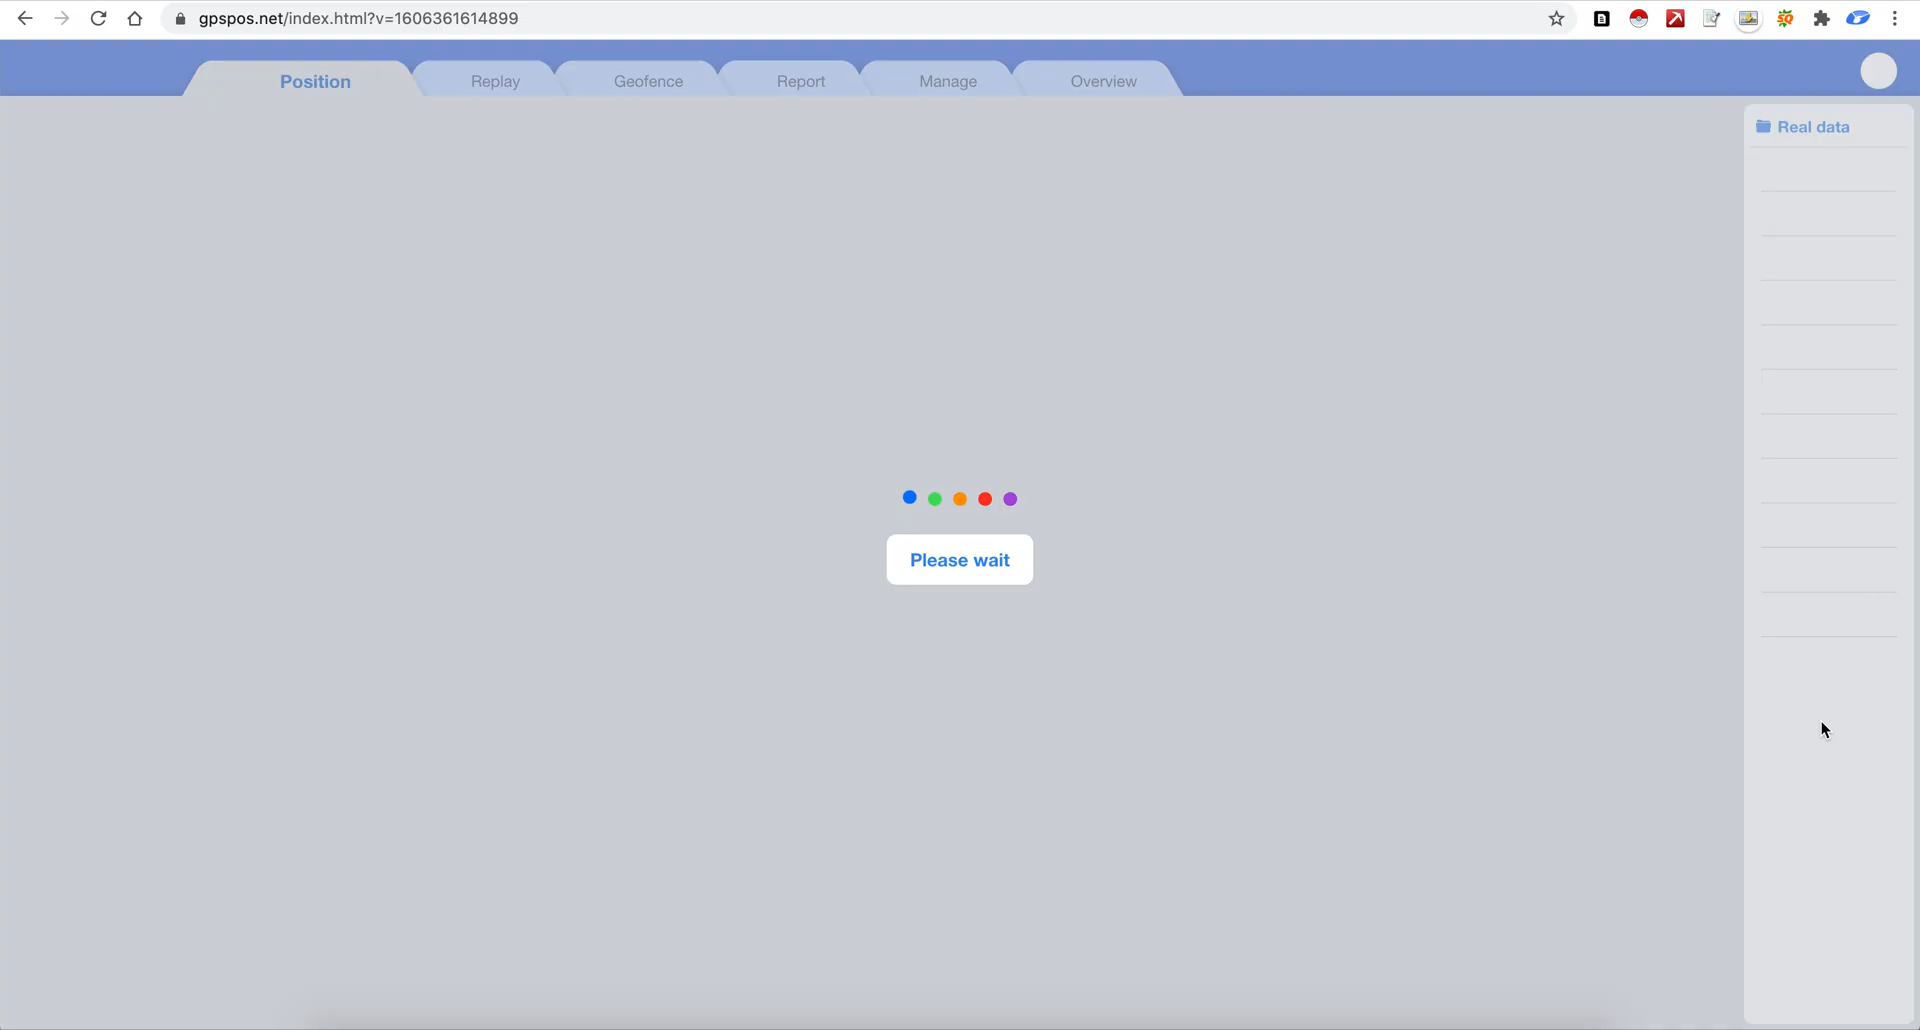 gpspos.net/index.html?v=1606361614899
Position
Replay
Geofence
Report
Manage
Overview
Real data
Please wait